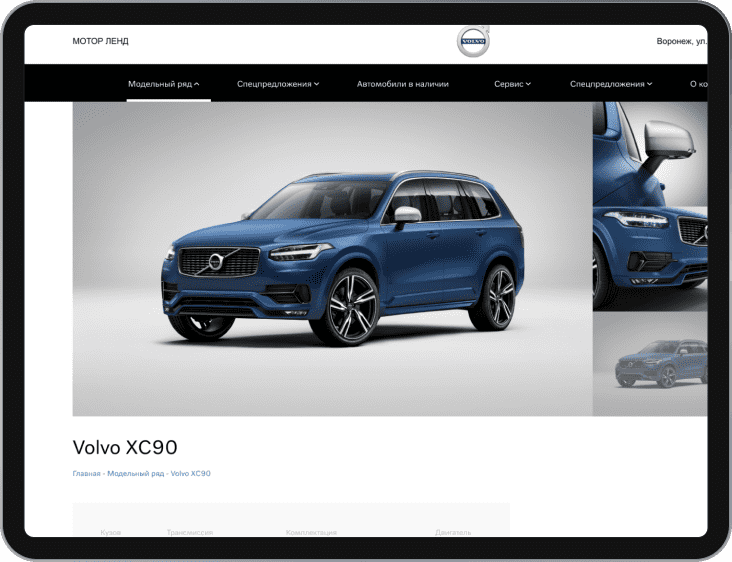 МОТОР ЛЕНД
VOLVO
Воронеж, ул.
Модельный ряд
Спецпредложения
Автомобили в наличии
Сервис
Спецпредложения
О ко
Volvo XC90
Главная - Модельный ряд - Volvo XC90
Кузов
Трансмиссия
Комплектация
Двигатель